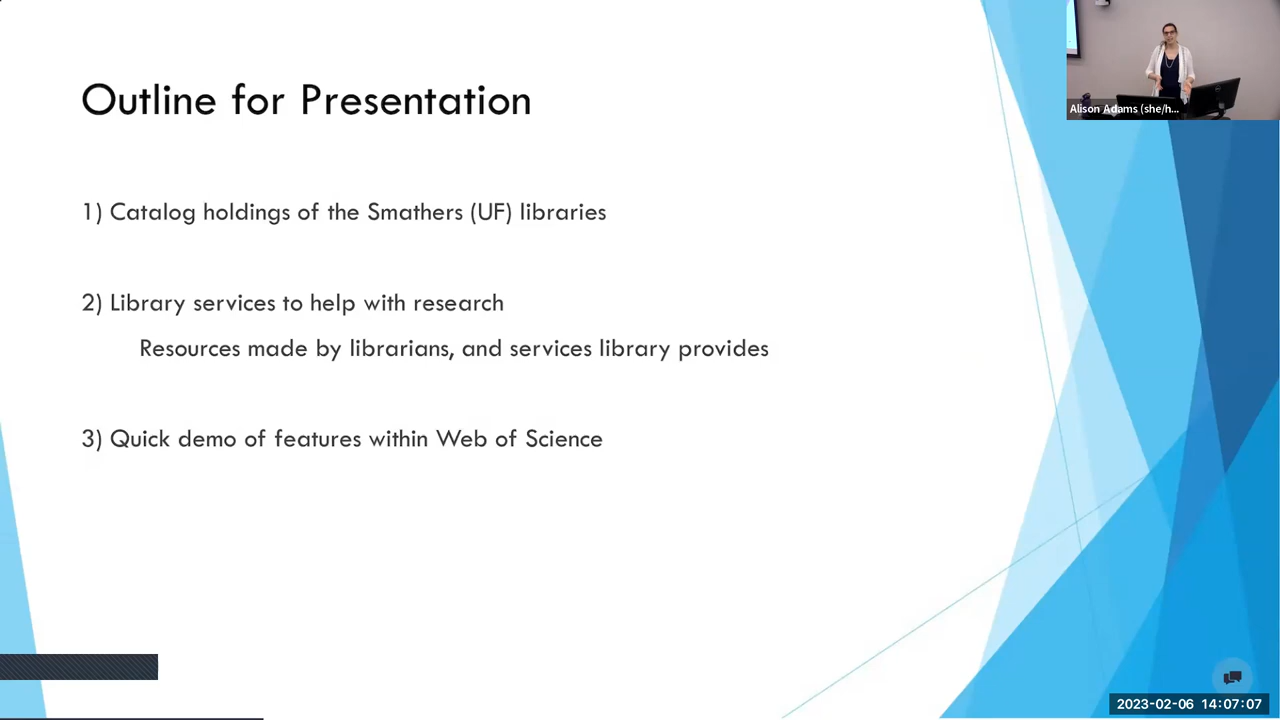 Outline for Presentation
Alison Adams (she/h...
1) Catalog holdings of the Smathers (UF) libraries
2) Library services to help with research
Resources made by librarians, and services library provides
3) Quick demo of features within Web of Science
2023-02-06 14:07:07